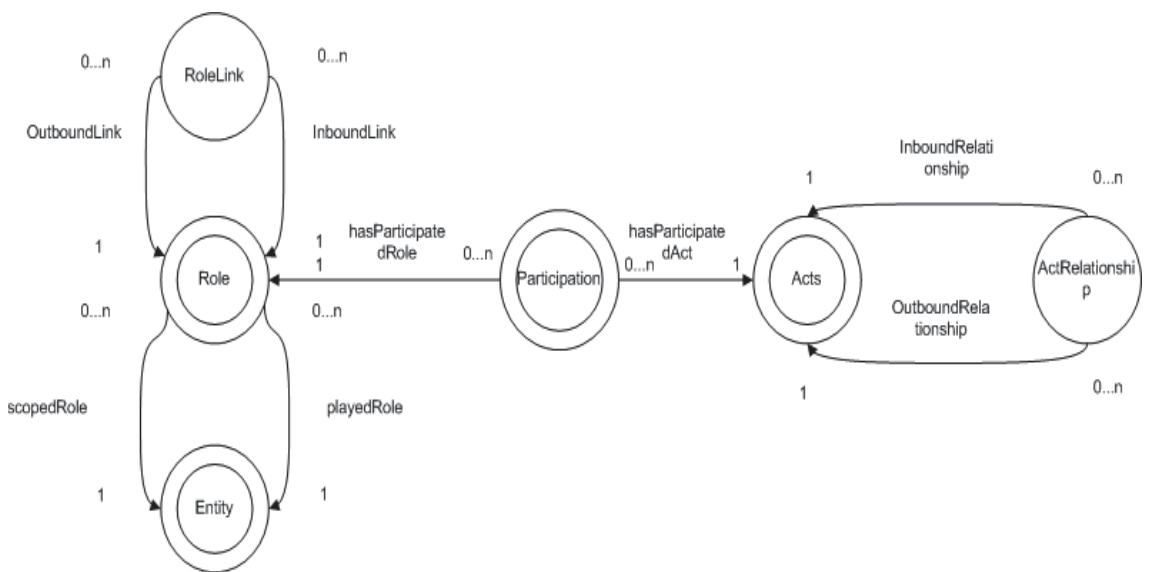 0...n
0...n
RoleLink
OutboundLink
InboundLink
InboundRelati
onship
1
0...n
1
1
hasParticipate
dRole
0...n
hasParticipate
dAct
0...n
1
1
Role
Participation
Acts
ActRelationshi
p
0...n
0...n
OutboundRela
tionship
1
0...n
scopedRole
playedRole
1
1
Entity